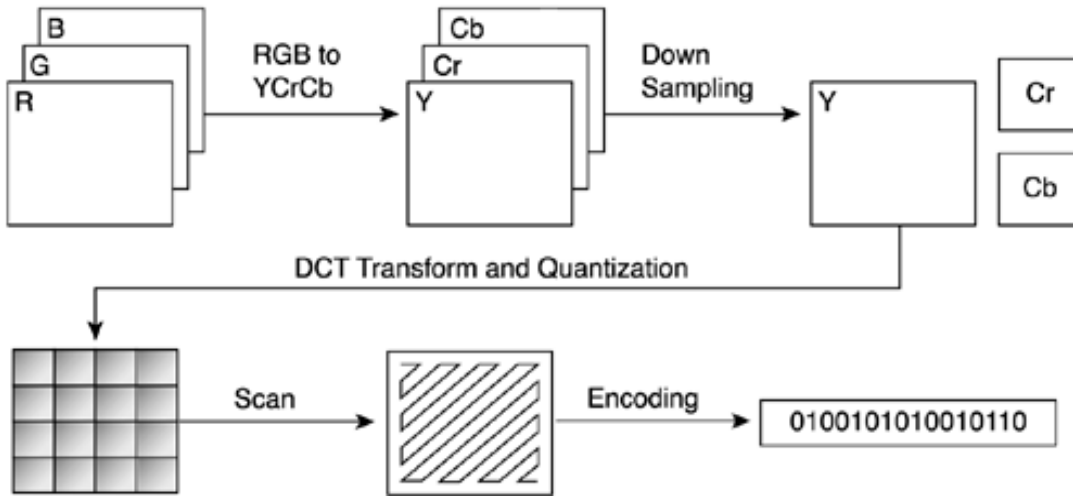 B
G
R
RGB to
YCrCb
Cb
Cr
Y
Down
Sampling
Y
Cr
Cb
DCT Transform and Quantization
Scan
Encoding
0100101010010110